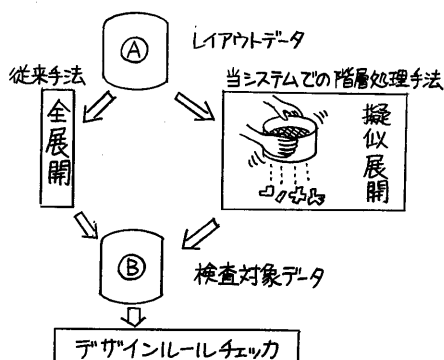 Ⓐ
レイアウトデータ
従来手法
当システムでの階層処理手法
全展開
擬似展開
Ⓑ
検査対象データ
デザインルールチェッカ